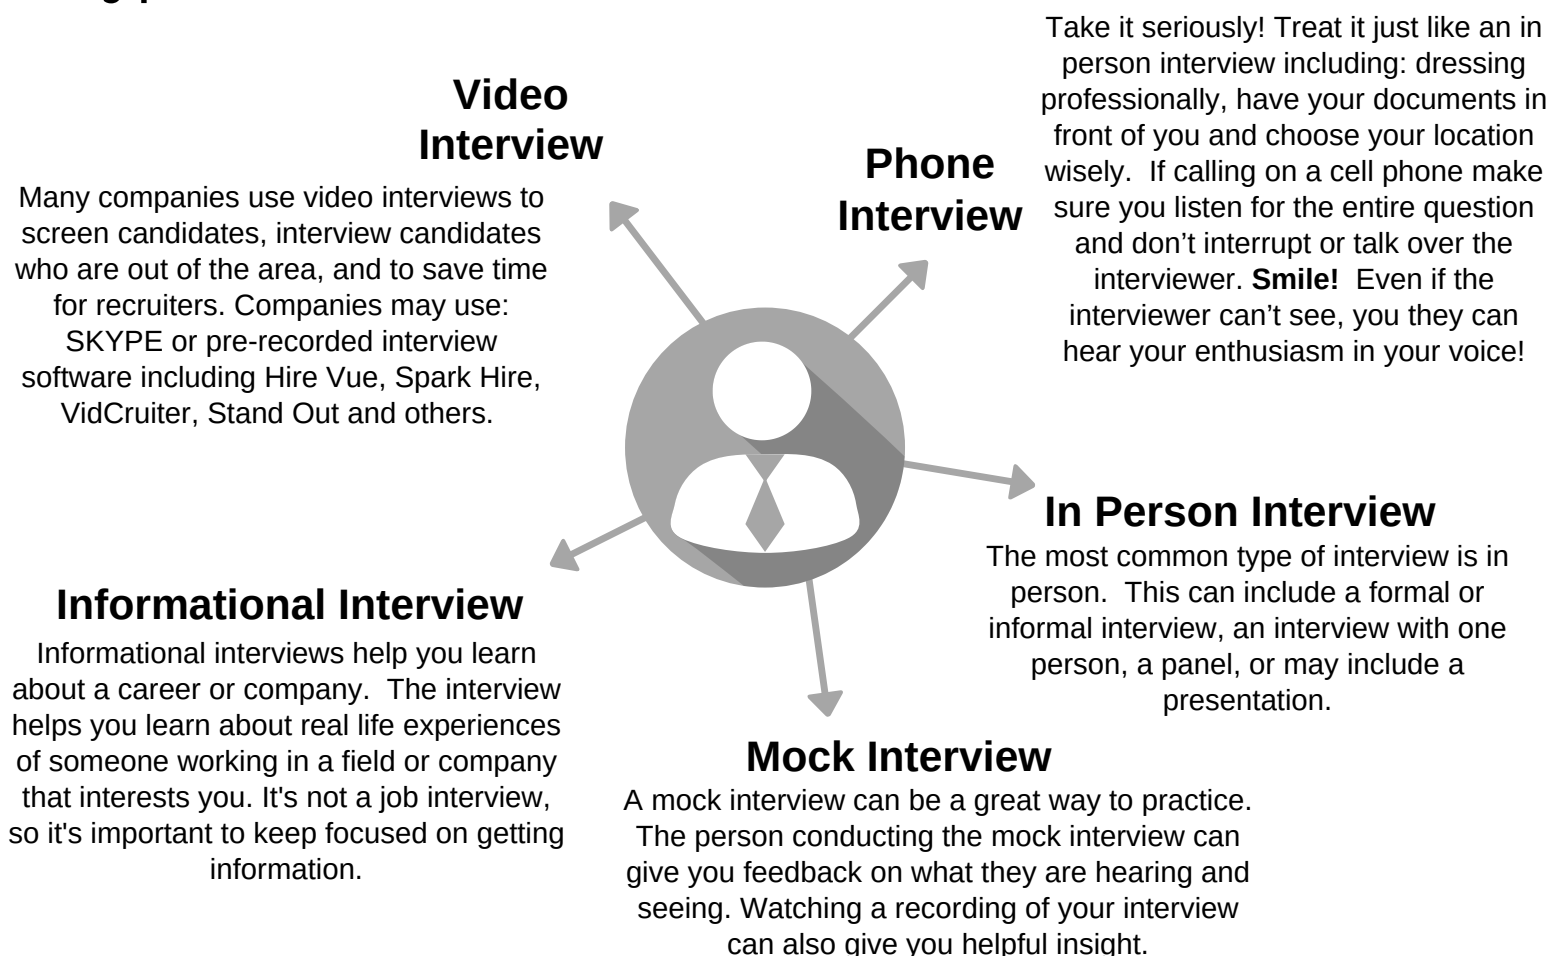 Video
Interview
Many companies use video interviews to
screen candidates, interview candidates
who are out of the area, and to save time
for recruiters. Companies may use:
SKYPE or pre-recorded interview
software including Hire Vue, Spark Hire,
VidCruiter, Stand Out and others.
Phone
Interview
Take it seriously! Treat it just like an in
person interview including: dressing
professionally, have your documents in
front of you and choose your location
wisely.  If calling on a cell phone make
sure you listen for the entire question
and don’t interrupt or talk over the
interviewer. Smile!  Even if the
interviewer can’t see, you they can
hear your enthusiasm in your voice!
In Person Interview
The most common type of interview is in
person.  This can include a formal or
informal interview, an interview with one
person, a panel, or may include a
presentation.
Informational Interview
Informational interviews help you learn
about a career or company.  The interview
helps you learn about real life experiences
of someone working in a field or company
that interests you. It's not a job interview,
so it's important to keep focused on getting
information.
Mock Interview
A mock interview can be a great way to practice.
The person conducting the mock interview can
give you feedback on what they are hearing and
seeing. Watching a recording of your interview
can also give you helpful insight.